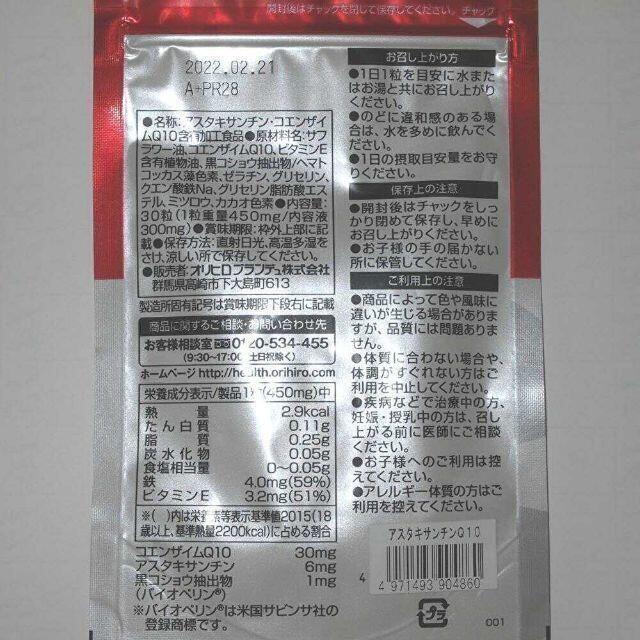 開封後はチャックを閉じて保存してください。 チャック
2022.02.21
A+PR28
●名称:アスタキサンチン・コエンザイ
ムQ10含有加工食品●原材料名:サフ
ラワー油、コエンザイムQ10、ビタミンE
含有植物油、黒コショウ抽出物/ヘマト
コッカス藻色素、ゼラチン、グリセリン、
クエン酸鉄Na、グリセリン脂肪酸エス
テル、ミツロウ、カカオ色素●内容量:
30粒(1粒重量450mg/内容液
300mg)●賞味期限:枠外上部に記
載●保存方法:直射日光、高温多湿をさ
け、涼しい所で保存してください。
●販売者 オリヒロプランデュ株式会社
群馬県高崎市下大島町613
製造所固有記号は賞味期限下段右に記載
商品に関するご相談・お問い合わせ先
お客様相談室 0120-534-455
(9:30~17:00 土日祝除く)
ホームページ http://health.orihiro.com
栄養成分表示/製品1粒(450mg)中
熱量 2.9kcal
たん白質 0.11g
脂質 0.25g
炭水化物 0.05g
食塩相当量 0~0.05g
鉄 4.0mg(59%)
ビタミンE 3.2mg(51%)
※( )内は栄養素等表示基準値2015(18
歳以上、基準熱量2200kcal)に占める割合
コエンザイムQ10 30mg
アスタキサンチン 6mg
黒コショウ抽出物 1mg
(バイオペリン®)
※バイオペリン®は米国サビンサ社の
登録商標です。
お召し上がり方
●1日1粒を目安に水また
はお湯と共にお召し上がり
ください。
●のどに違和感のある場
合は、水を多めに飲んでく
ださい。
●1日の摂取目安量をお守
りください。
保存上の注意
●開封後はチャックをしっ
かり閉めて保存し、早めに
お召し上がりください。
●お子様の手の届かない
所に保管してください。
ご利用上の注意
●商品によって色や風味に
違いが生じる場合がありま
すが、品質には問題ありま
せん。
●体質に合わない場合や、
体調がすぐれない方はご
利用を中止してください。
●疾病などで治療中の方、
妊娠・授乳中の方は、召し
上がる前に医師にご相談
ください。
●お子様へのご利用は控
えてください。
●アレルギー体質の方はご
利用を控えてください。
アスタキサンチンQ10
4 971493 904860
プラ
001